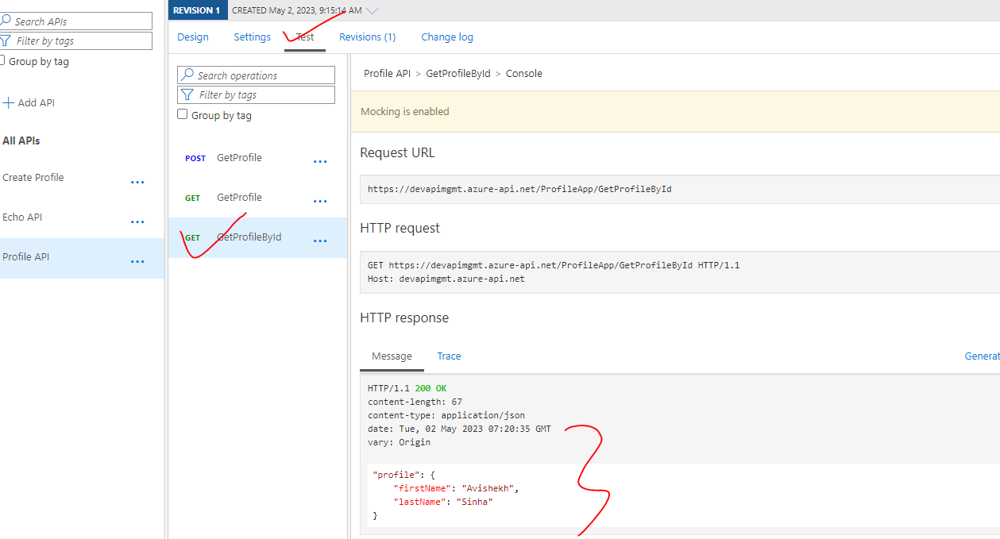 Search APIs
Filter by tags
Group by tag
Add API
All APIs
Create Profile
...
Echo API
...
Profile API
...
REVISION 1 CREATED May 2, 2023, 9:15:14 AM
Design Settings Test Revisions (1) Change log
Search operations
Filter by tags
Group by tag
POST GetProfile ...
GET GetProfile ...
GET GetProfileById ...
Profile API > GetProfileById > Console
Mocking is enabled
Request URL
https://devapimgmt.azure-api.net/ProfileApp/GetProfileById
HTTP request
GET https://devapimgmt.azure-api.net/ProfileApp/GetProfileById HTTP/1.1
Host: devapimgmt.azure-api.net
HTTP response
Message Trace Generat
HTTP/1.1 200 OK
content-length: 67
content-type: application/json
date: Tue, 02 May 2023 07:20:35 GMT
vary: Origin
"profile": {
"firstName": "Avishekh",
"lastName": "Sinha"
}